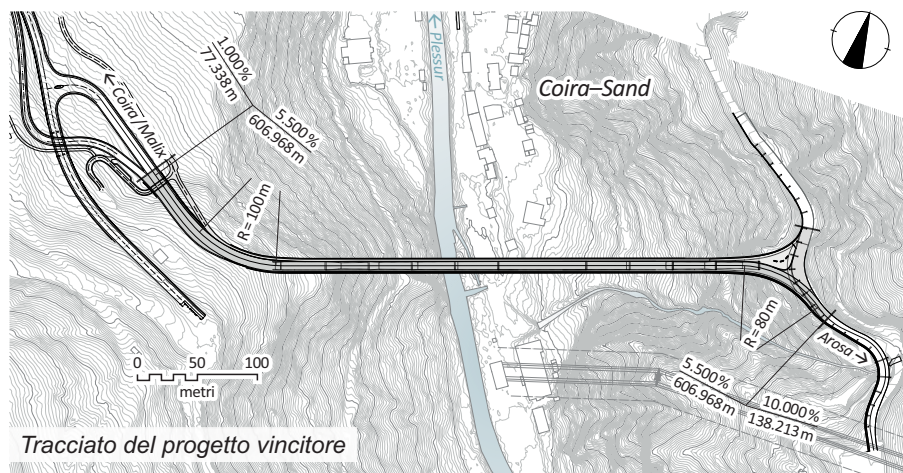 ← Plessur
1.000%
77.338 m
5.500%
606.968 m
← Coira / Malix
Coira–Sand
R = 100 m
R = 80 m
Arosa →
0 50 100
metri
5.500%
606.968 m
10.000%
138.213 m
Tracciato del progetto vincitore